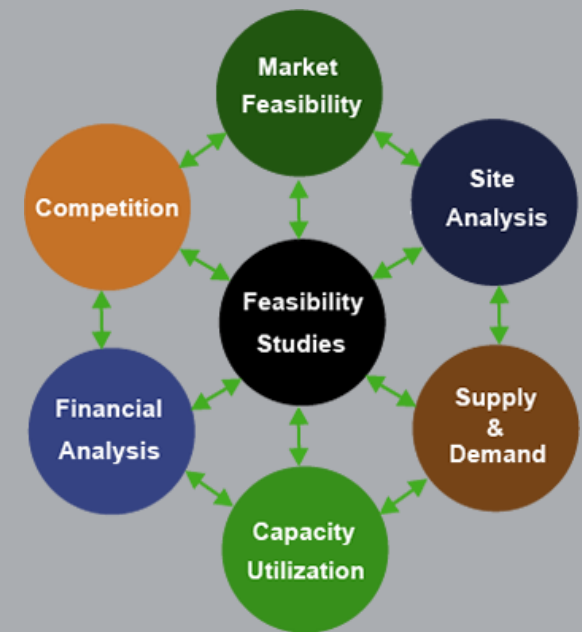 Market
Feasibility
Competition
Site
Analysis
Feasibility
Studies
Financial
Analysis
Supply
&
Demand
Capacity
Utilization